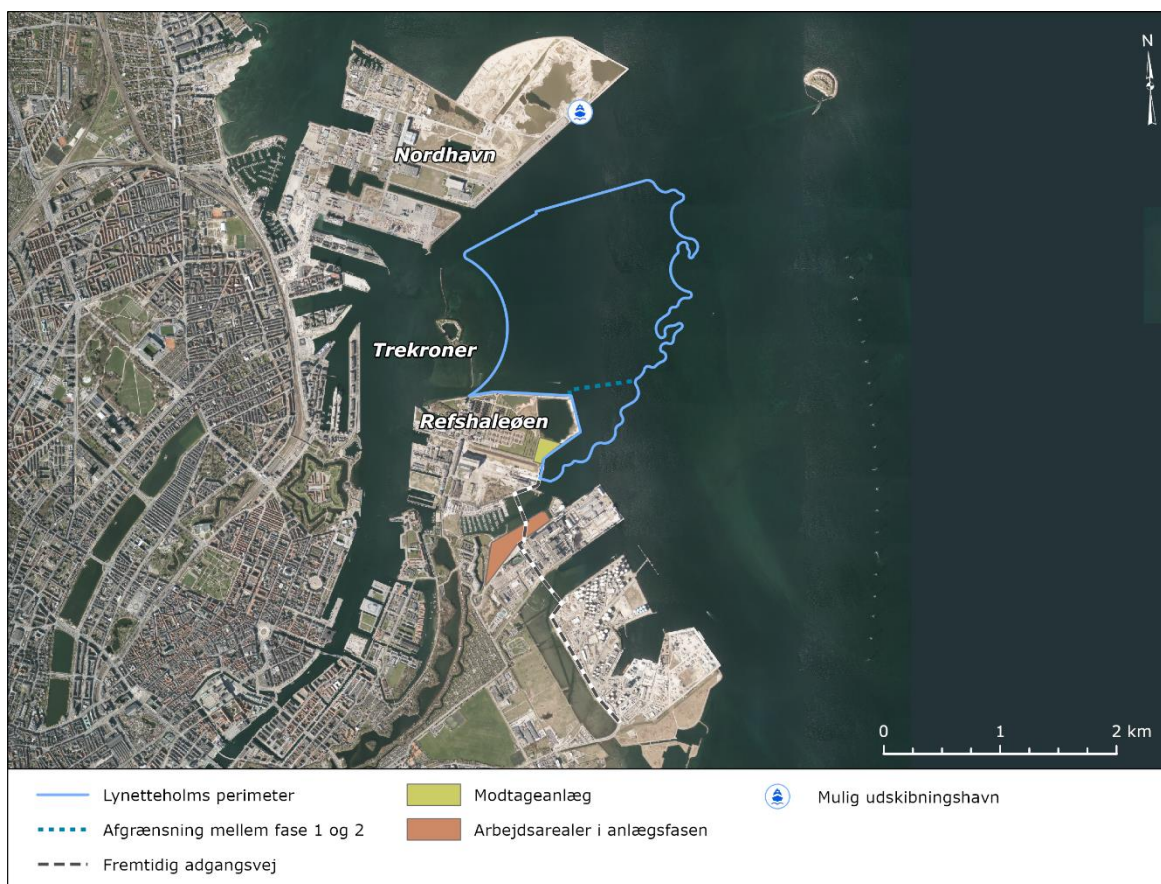 N
Nordhavn
Trekroner
Refshaleøen
0 1 2 km
Lynetteholms perimeter
Modtageanlæg
Mulig udskibningshavn
Afgrænsning mellem fase 1 og 2
Arbejdsarealer i anlægsfasen
Fremtidig adgangsvej